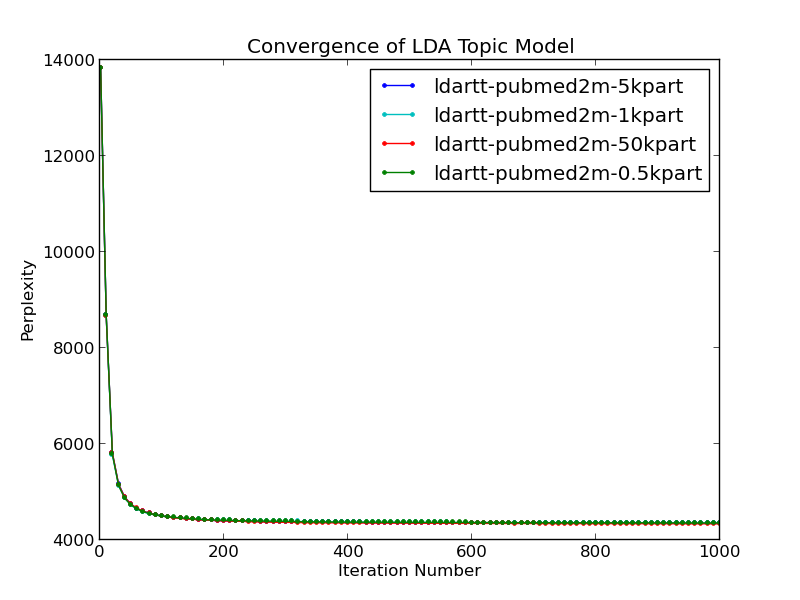 Convergence of LDA Topic Model
14000
12000
10000
8000
6000
4000
Perplexity
ldartt-pubmed2m-5kpart
ldartt-pubmed2m-1kpart
ldartt-pubmed2m-50kpart
ldartt-pubmed2m-0.5kpart
0 200 400 600 800 1000
Iteration Number